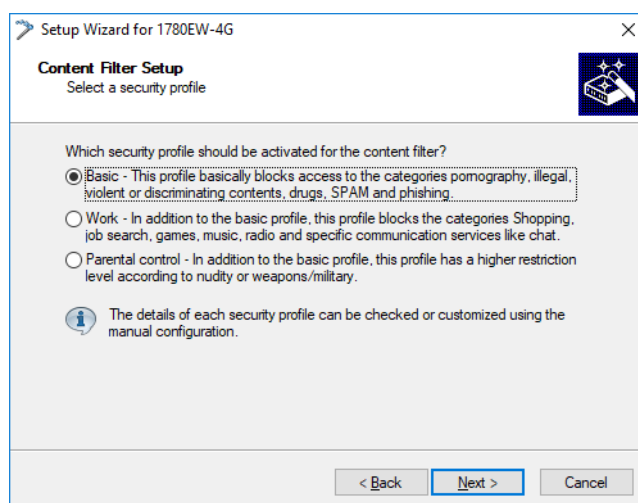 Setup Wizard for 1780EW-4G
Content Filter Setup
Select a security profile
Which security profile should be activated for the content filter?
Basic - This profile basically blocks access to the categories pornography, illegal,
violent or discriminating contents, drugs, SPAM and phishing.
Work - In addition to the basic profile, this profile blocks the categories Shopping,
job search, games, music, radio and specific communication services like chat.
Parental control - In addition to the basic profile, this profile has a higher restriction
level according to nudity or weapons/military.
The details of each security profile can be checked or customized using the
manual configuration.
< Back
Next >
Cancel